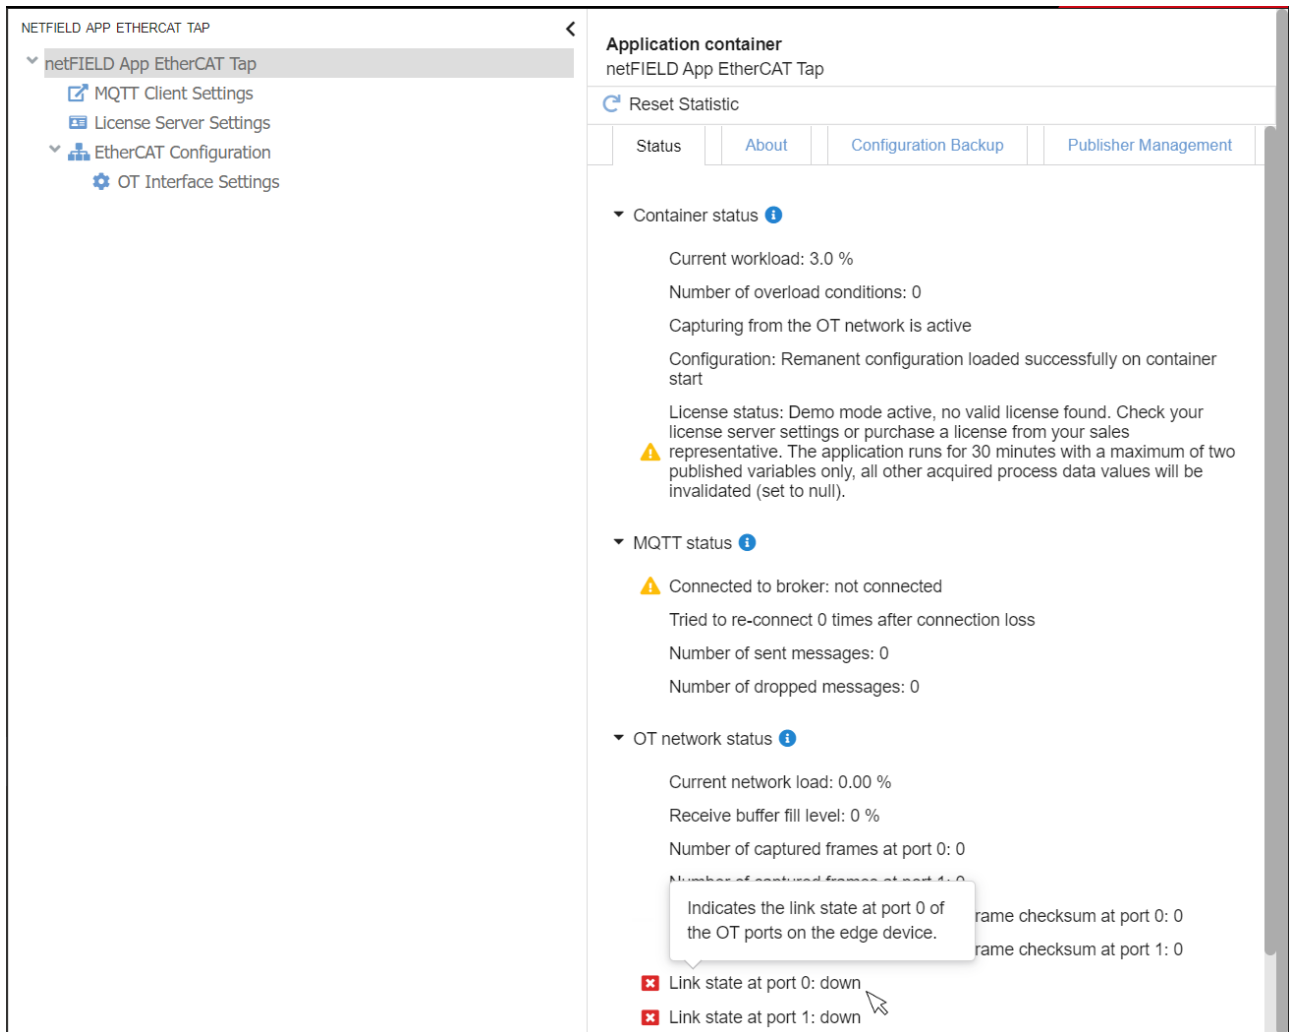 NETFIELD APP ETHERCAT TAP
netFIELD App EtherCAT Tap
MQTT Client Settings
License Server Settings
EtherCAT Configuration
OT Interface Settings
Application container
netFIELD App EtherCAT Tap
Reset Statistic
Status About Configuration Backup Publisher Management
Container status
Current workload: 3.0 %
Number of overload conditions: 0
Capturing from the OT network is active
Configuration: Remanent configuration loaded successfully on container
start
License status: Demo mode active, no valid license found. Check your
license server settings or purchase a license from your sales
representative. The application runs for 30 minutes with a maximum of two
published variables only, all other acquired process data values will be
invalidated (set to null).
MQTT status
Connected to broker: not connected
Tried to re-connect 0 times after connection loss
Number of sent messages: 0
Number of dropped messages: 0
OT network status
Current network load: 0.00 %
Receive buffer fill level: 0 %
Number of captured frames at port 0: 0
Number of captured frames at port 1: 0
Indicates the link state at port 0 of
the OT ports on the edge device.
rame checksum at port 0: 0
rame checksum at port 1: 0
Link state at port 0: down
Link state at port 1: down